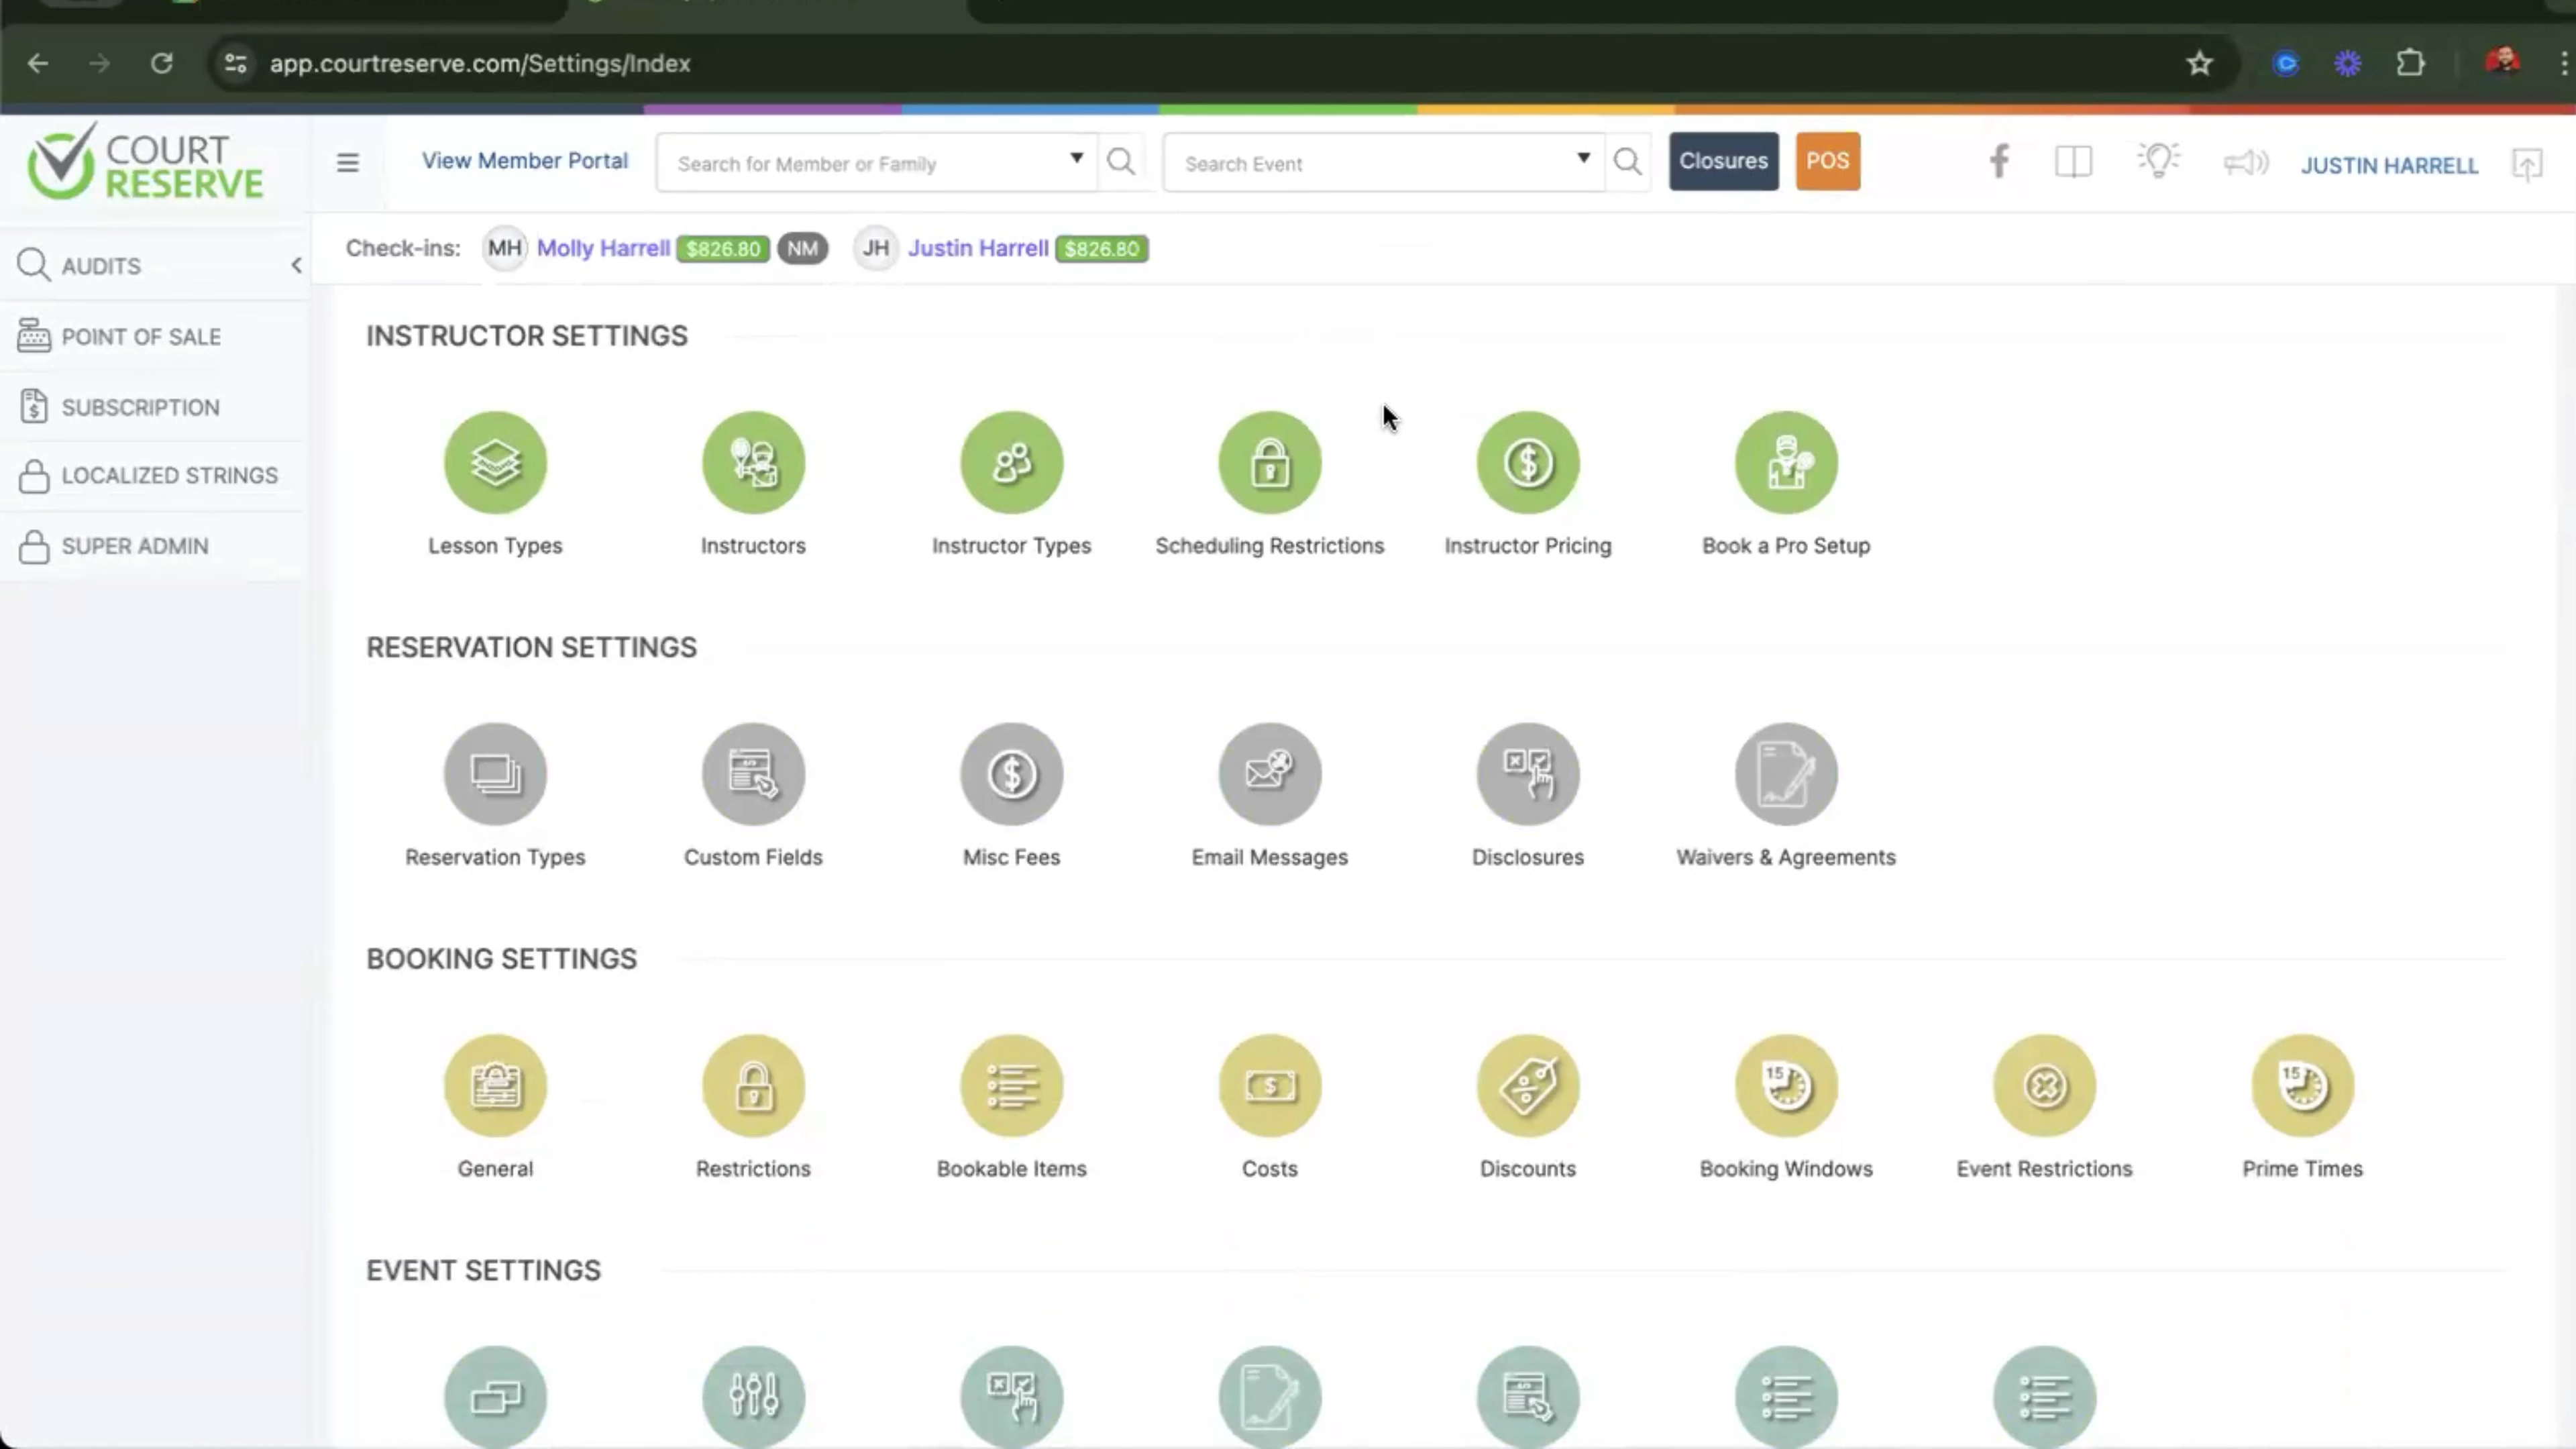 app.courtreserve.com/Settings/Index
COURT
RESERVE
View Member Portal
Search for Member or Family
Search Event
Closures
POS
JUSTIN HARRELL
Check-ins:
MH
Molly Harrell
$826.80
NM
JH
Justin Harrell
$826.80
AUDITS
POINT OF SALE
SUBSCRIPTION
LOCALIZED STRINGS
SUPER ADMIN
INSTRUCTOR SETTINGS
Lesson Types
Instructors
Instructor Types
Scheduling Restrictions
Instructor Pricing
Book a Pro Setup
RESERVATION SETTINGS
Reservation Types
Custom Fields
Misc Fees
Email Messages
Disclosures
Waivers & Agreements
BOOKING SETTINGS
15
15
General
Restrictions
Bookable Items
Costs
Discounts
Booking Windows
Event Restrictions
Prime Times
EVENT SETTINGS